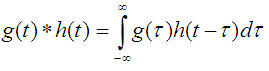 g(t) * h(t) = ∫_{-∞}^{∞} g(τ)h(t − τ)dτ